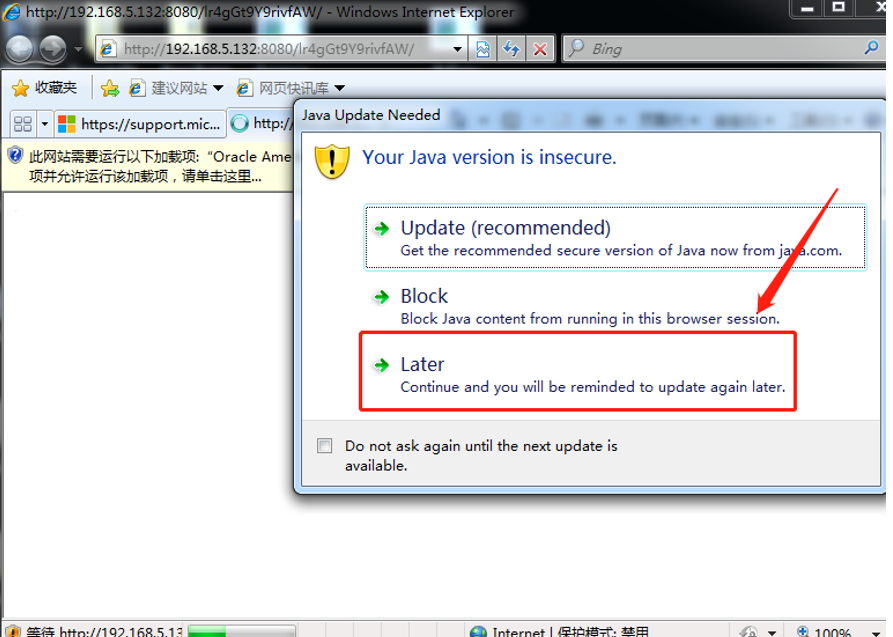 http://192.168.5.132:8080/lr4gGt9Y9rivfAW/ - Windows Internet Explorer
http://192.168.5.132:8080/lr4gGt9Y9rivfAW/
Bing
收藏夹
建议网站
网页快讯库
https://support.mic...
http:/
此网站需要运行以下加载项: “Oracle Ame
项并允许运行该加载项，请单击这里...
Java Update Needed
Your Java version is insecure.
Update (recommended)
Get the recommended secure version of Java now from java.com.
Block
Block Java content from running in this browser session.
Later
Continue and you will be reminded to update again later.
Do not ask again until the next update is
available.
等待 http://192.168.5.13
Internet | 保护模式: 禁用
100%